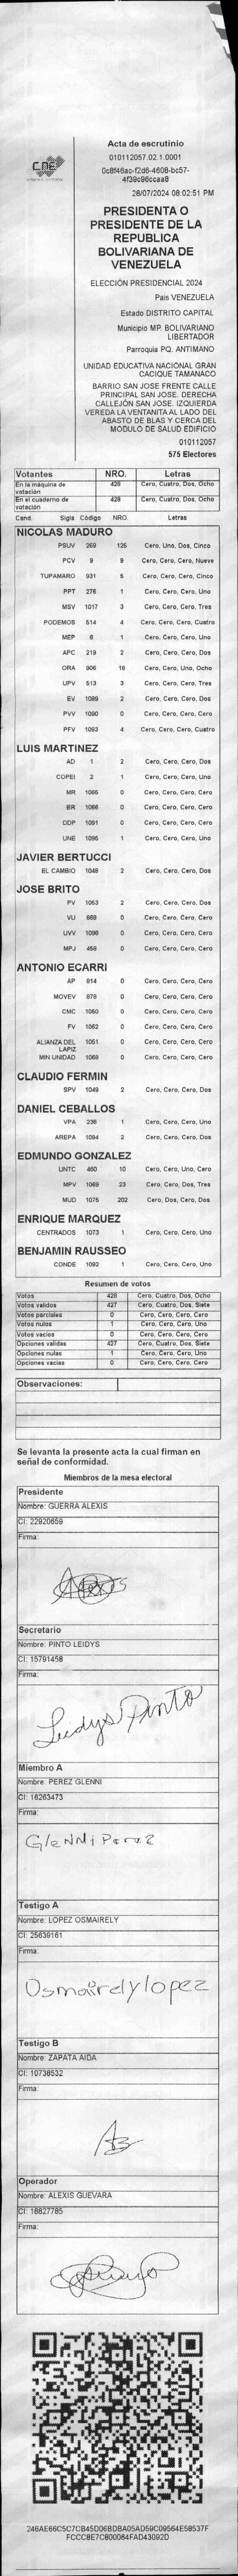 CNE
Acta de escrutinio
010112057.02.1.0001
0c8f46ac-f2d6-4608-bc57-
4f39c96ccaa8
28/07/2024 08:02:51 PM
PRESIDENTA O
PRESIDENTE DE LA
REPUBLICA
BOLIVARIANA DE
VENEZUELA
ELECCIÓN PRESIDENCIAL 2024
Pais VENEZUELA
Estado DISTRITO CAPITAL
Municipio MP. BOLIVARIANO
LIBERTADOR
Parroquia PQ. ANTIMANO
UNIDAD EDUCATIVA NACIONAL GRAN
CACIQUE TAMANACO
BARRIO SAN JOSE FRENTE CALLE
PRINCIPAL SAN JOSE. DERECHA
CALLEJÓN SAN JOSE. IZQUIERDA
VEREDA LA VENTANITA AL LADO DEL
ABASTO DE BLAS Y CERCA DEL
MODULO DE SALUD EDIFICIO
010112057
575 Electores
Votantes NRO. Letras
En la máquina de votación 428 Cero, Cuatro, Dos, Ocho
En el cuaderno de votación 428 Cero, Cuatro, Dos, Ocho
Cand. Sigla Código NRO. Letras
NICOLAS MADURO
PSUV 269 125 Cero, Uno, Dos, Cinco
PCV 9 9 Cero, Cero, Cero, Nueve
TUPAMARO 931 5 Cero, Cero, Cero, Cinco
PPT 276 1 Cero, Cero, Cero, Uno
MSV 1017 3 Cero, Cero, Cero, Tres
PODEMOS 514 4 Cero, Cero, Cero, Cuatro
MEP 6 1 Cero, Cero, Cero, Uno
APC 219 2 Cero, Cero, Cero, Dos
ORA 906 18 Cero, Cero, Uno, Ocho
UPV 513 3 Cero, Cero, Cero, Tres
EV 1089 2 Cero, Cero, Cero, Dos
PVV 1090 0 Cero, Cero, Cero, Cero
PFV 1093 4 Cero, Cero, Cero, Cuatro
LUIS MARTINEZ
AD 1 2 Cero, Cero, Cero, Dos
COPEI 2 1 Cero, Cero, Cero, Uno
MR 1065 0 Cero, Cero, Cero, Cero
BR 1066 0 Cero, Cero, Cero, Cero
DDP 1091 0 Cero, Cero, Cero, Cero
UNE 1095 1 Cero, Cero, Cero, Uno
JAVIER BERTUCCI
EL CAMBIO 1048 2 Cero, Cero, Cero, Dos
JOSE BRITO
PV 1053 2 Cero, Cero, Cero, Dos
VU 868 0 Cero, Cero, Cero, Cero
UVV 1096 0 Cero, Cero, Cero, Cero
MPJ 458 0 Cero, Cero, Cero, Cero
ANTONIO ECARRI
AP 814 0 Cero, Cero, Cero, Cero
MOVEV 878 0 Cero, Cero, Cero, Cero
CMC 1050 0 Cero, Cero, Cero, Cero
FV 1052 0 Cero, Cero, Cero, Cero
ALIANZA DEL LAPIZ 1051 0 Cero, Cero, Cero, Cero
MIN UNIDAD 1068 0 Cero, Cero, Cero, Cero
CLAUDIO FERMIN
SPV 1049 2 Cero, Cero, Cero, Dos
DANIEL CEBALLOS
VPA 236 1 Cero, Cero, Cero, Uno
AREPA 1094 2 Cero, Cero, Cero, Dos
EDMUNDO GONZALEZ
UNTC 460 10 Cero, Cero, Uno, Cero
MPV 1069 23 Cero, Cero, Dos, Tres
MUD 1075 202 Cero, Dos, Cero, Dos
ENRIQUE MARQUEZ
CENTRADOS 1073 1 Cero, Cero, Cero, Uno
BENJAMIN RAUSSEO
CONDE 1092 1 Cero, Cero, Cero, Uno
Resumen de votos
Votos 428 Cero, Cuatro, Dos, Ocho
Votos validos 427 Cero, Cuatro, Dos, Siete
Votos parciales 0 Cero, Cero, Cero, Cero
Votos nulos 1 Cero, Cero, Cero, Uno
Votos vacíos 0 Cero, Cero, Cero, Cero
Opciones validas 427 Cero, Cuatro, Dos, Siete
Opciones nulas 1 Cero, Cero, Cero, Uno
Opciones vacías 0 Cero, Cero, Cero, Cero
Observaciones:
Se levanta la presente acta la cual firman en
señal de conformidad.
Miembros de la mesa electoral
Presidente
Nombre: GUERRA ALEXIS
CI: 22920659
Firma:
Alexis
Secretario
Nombre: PINTO LEIDYS
CI: 15791458
Firma:
Leidys Pinto
Miembro A
Nombre: PEREZ GLENNI
CI: 16263473
Firma:
GleNNi Perez
Testigo A
Nombre: LOPEZ OSMAIRELY
CI: 25639161
Firma:
Osmairely lopez
Testigo B
Nombre: ZAPATA AIDA
CI: 10738532
Firma:
Operador
Nombre: ALEXIS GUEVARA
CI: 18827785
Firma:
246AE66C5C7CB45D06BDBA05AD59C09564E58537F
FCCC8E7C800064FAD43092D